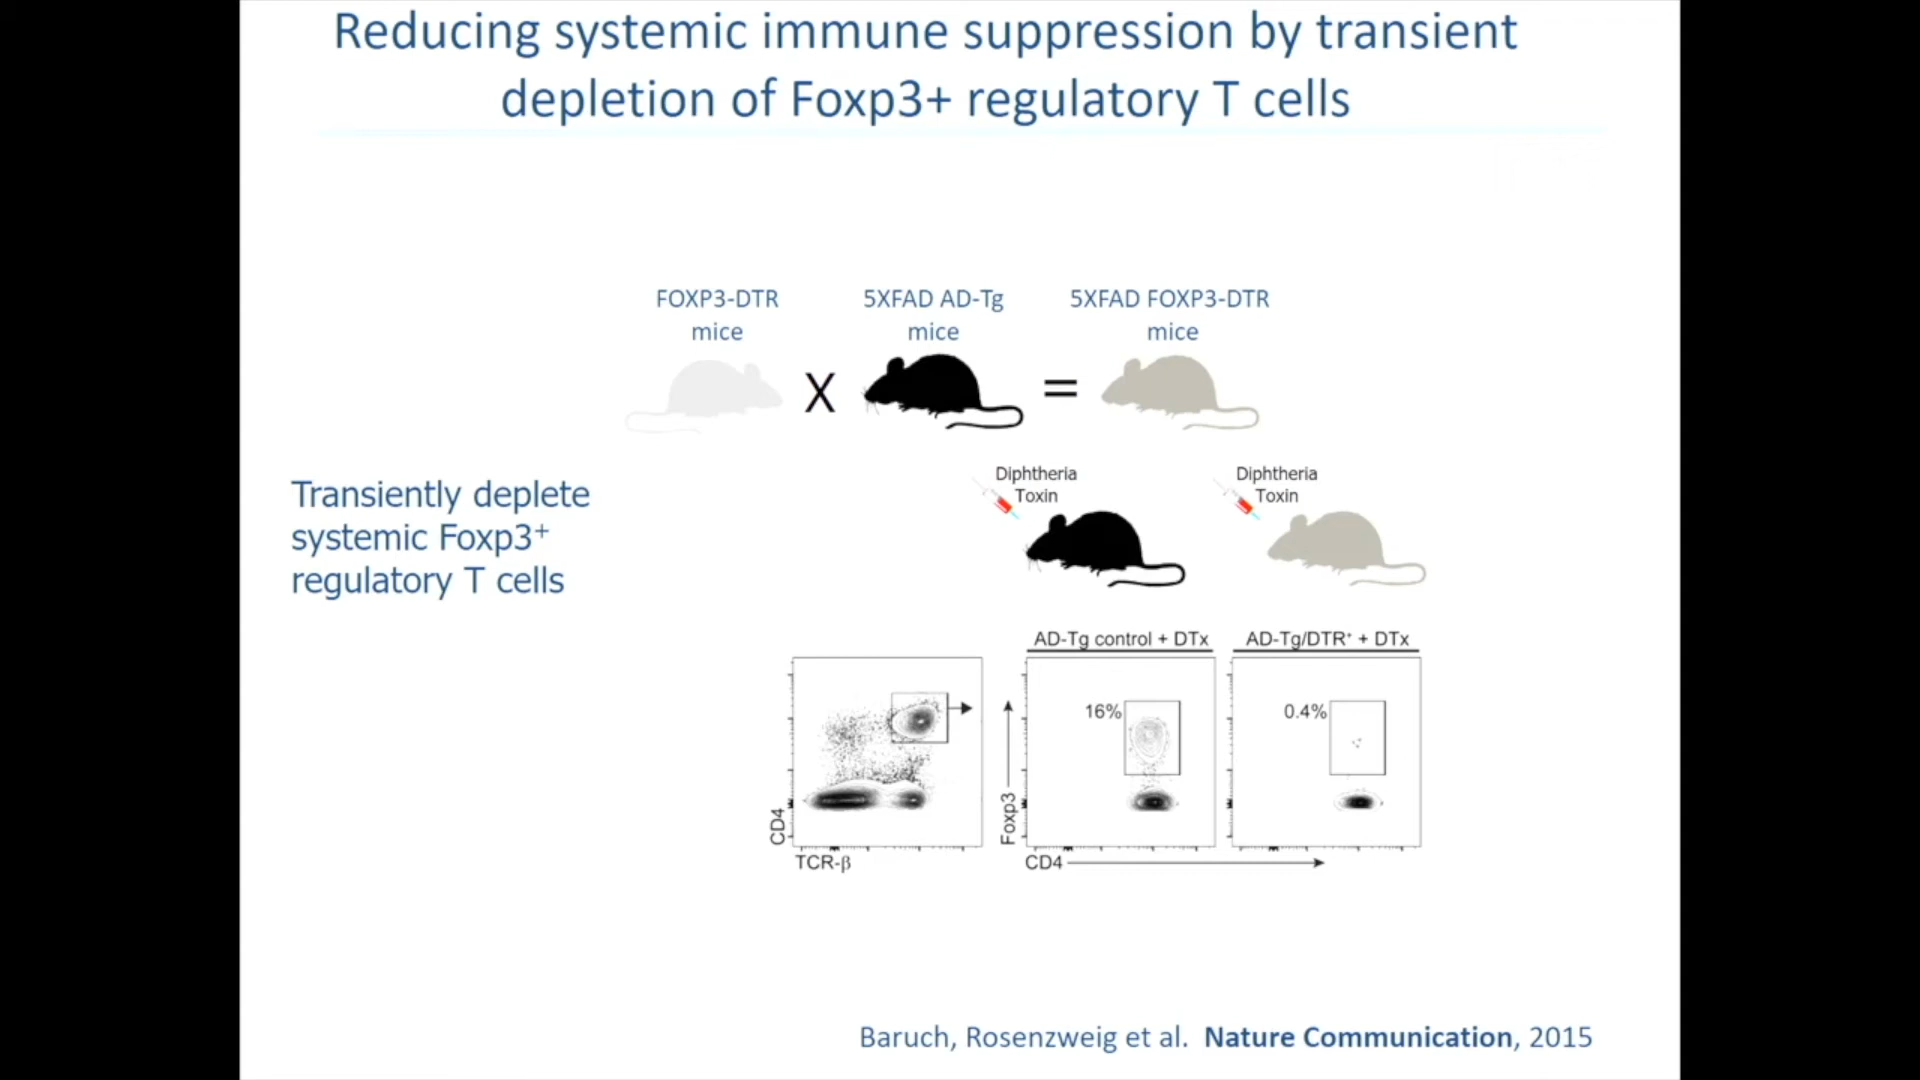 Reducing systemic immune suppression by transient
depletion of Foxp3+ regulatory T cells
FOXP3-DTR
mice
5XFAD AD-Tg
mice
5XFAD FOXP3-DTR
mice
X
=
Transiently deplete
systemic Foxp3⁺
regulatory T cells
Diphtheria
Toxin
Diphtheria
Toxin
AD-Tg control + DTx
AD-Tg/DTR⁺ + DTx
16%
0.4%
CD4
TCR-β
Foxp3
CD4
Baruch, Rosenzweig et al. Nature Communication, 2015